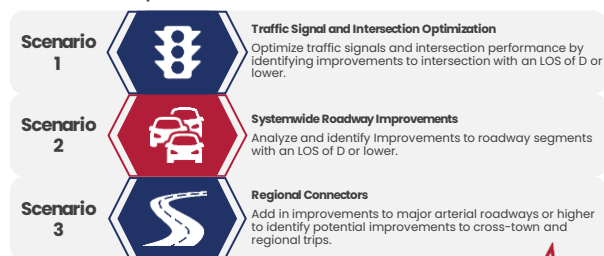 Scenario
1
Traffic Signal and Intersection Optimization
Optimize traffic signals and intersection performance by
identifying improvements to intersection with an LOS of D or
lower.
Scenario
2
Systemwide Roadway Improvements
Analyze and identify Improvements to roadway segments
with an LOS of D or lower.
Scenario
3
Regional Connectors
Add in improvements to major arterial roadways or higher
to identify potential improvements to cross-town and
regional trips.